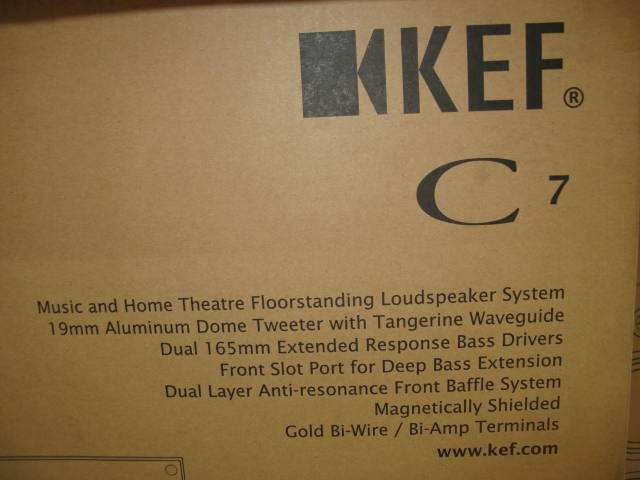 KEF®
C 7
Music and Home Theatre Floorstanding Loudspeaker System
19mm Aluminum Dome Tweeter with Tangerine Waveguide
Dual 165mm Extended Response Bass Drivers
Front Slot Port for Deep Bass Extension
Dual Layer Anti-resonance Front Baffle System
Magnetically Shielded
Gold Bi-Wire / Bi-Amp Terminals
www.kef.com